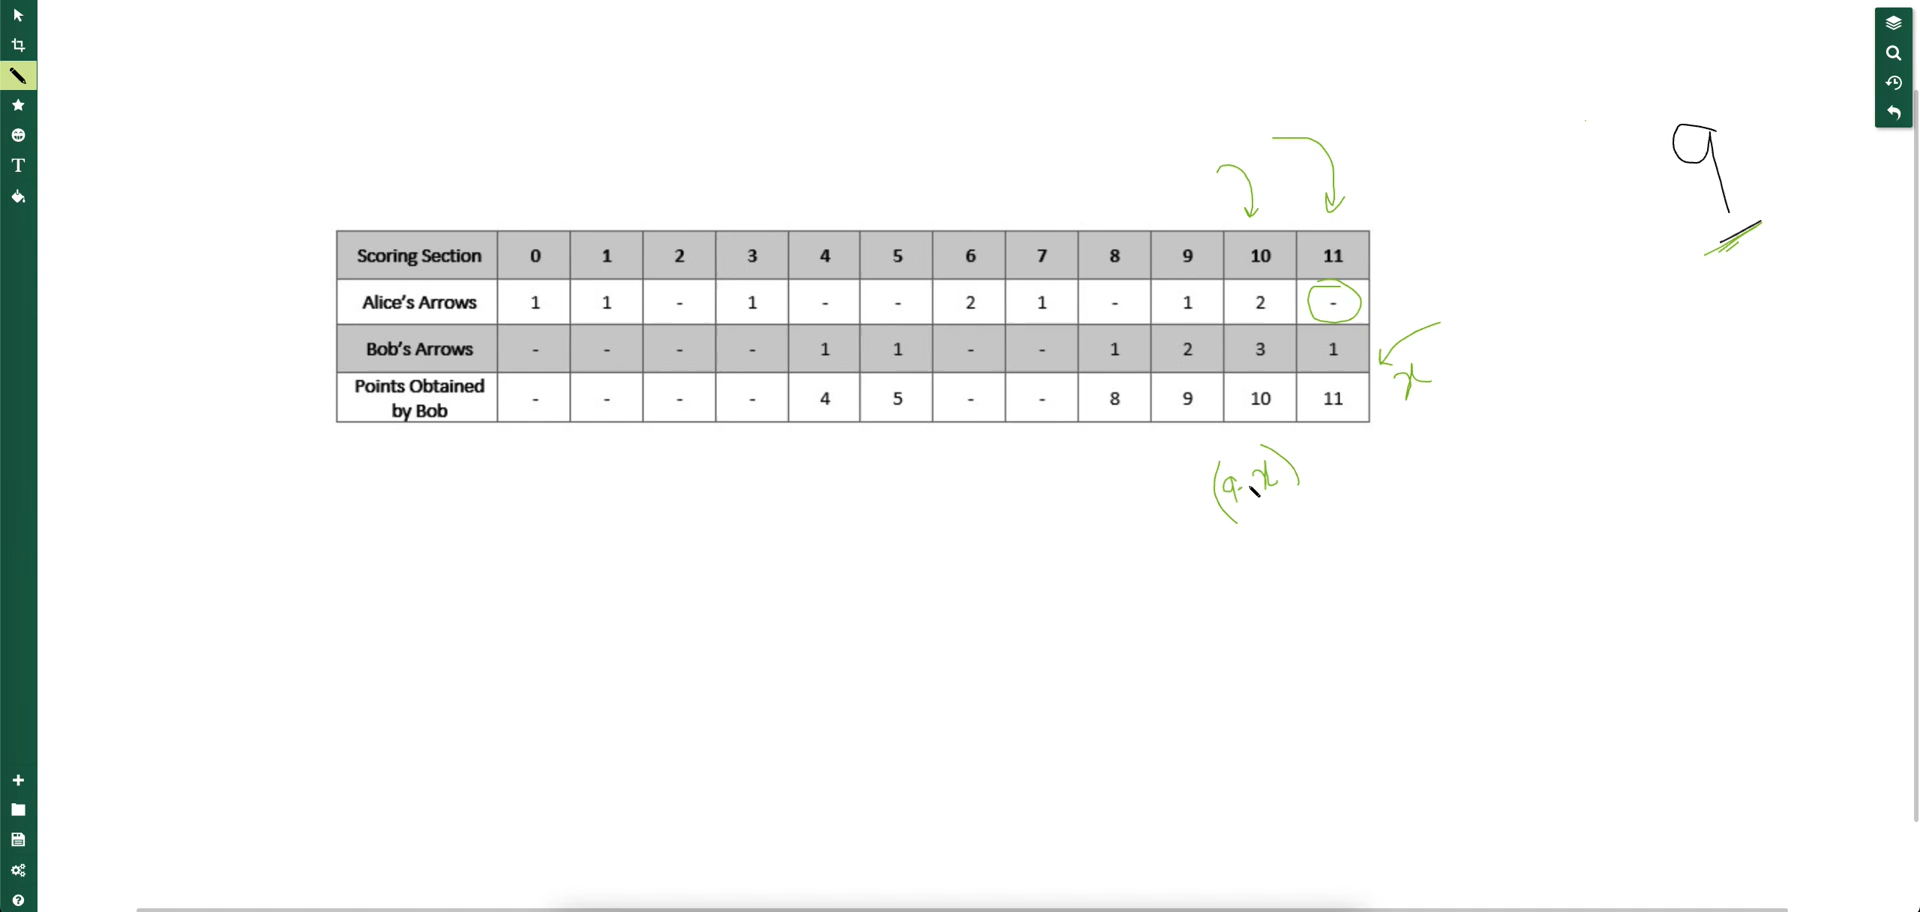 9
Scoring Section 0 1 2 3 4 5 6 7 8 9 10 11
Alice's Arrows 1 1 - 1 - - 2 1 - 1 2 -
Bob's Arrows - - - - 1 1 - - 1 2 3 1
Points Obtained by Bob - - - - 4 5 - - 8 9 10 11
x
(9-x)
T